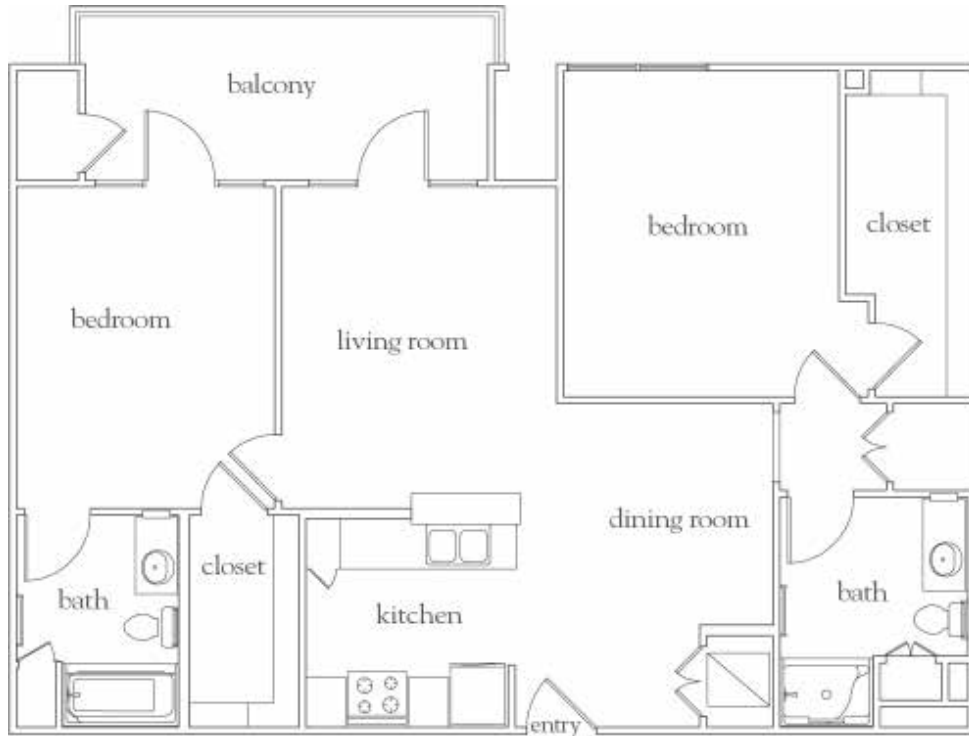 balcony
bedroom
closet
bedroom
living room
dining room
closet
bath
kitchen
bath
entry